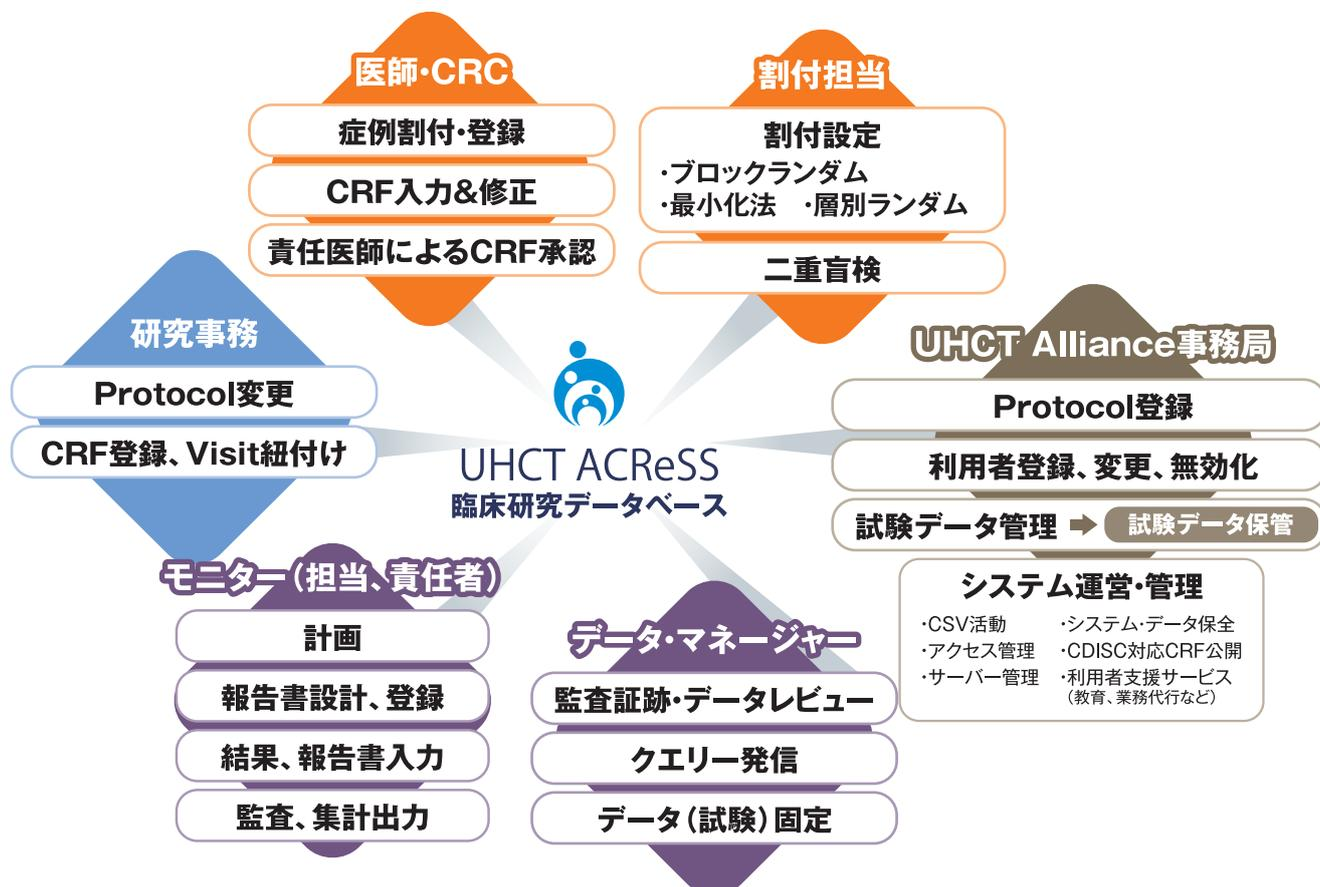 医師・CRC
症例割付・登録
CRF入力&修正
責任医師によるCRF承認
割付担当
割付設定
・ブロックランダム
・最小化法　・層別ランダム
二重盲検
研究事務
Protocol変更
CRF登録、Visit紐付け
UHCT ACReSS
臨床研究データベース
UHCT Alliance事務局
Protocol登録
利用者登録、変更、無効化
試験データ管理 ➡ 試験データ保管
システム運営・管理
・CSV活動　・システム・データ保全
・アクセス管理　・CDISC対応CRF公開
・サーバー管理　・利用者支援サービス
（教育、業務代行など）
モニター（担当、責任者）
計画
報告書設計、登録
結果、報告書入力
監査、集計出力
データ・マネージャー
監査証跡・データレビュー
クエリー発信
データ（試験）固定